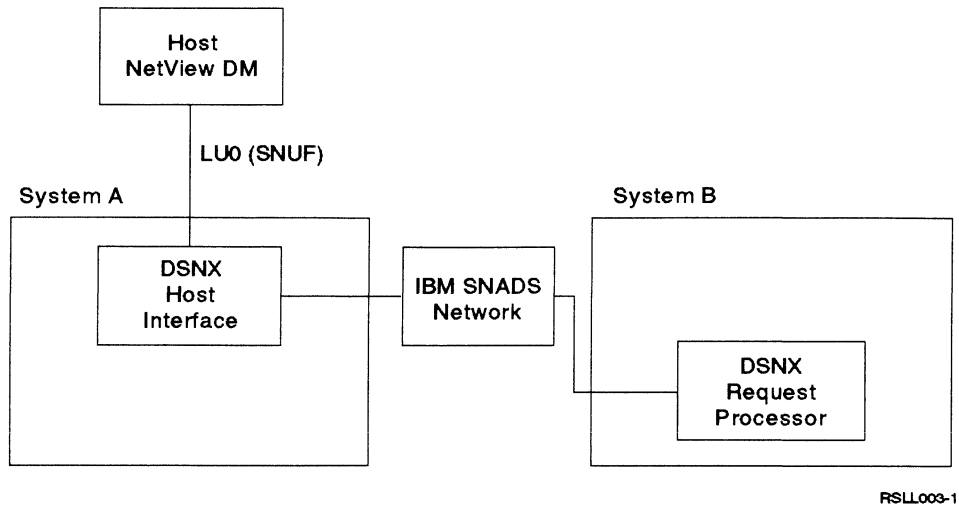 Host
NetView DM
LU0 (SNUF)
System A
System B
DSNX
Host
Interface
IBM SNADS
Network
DSNX
Request
Processor
RSLL003-1